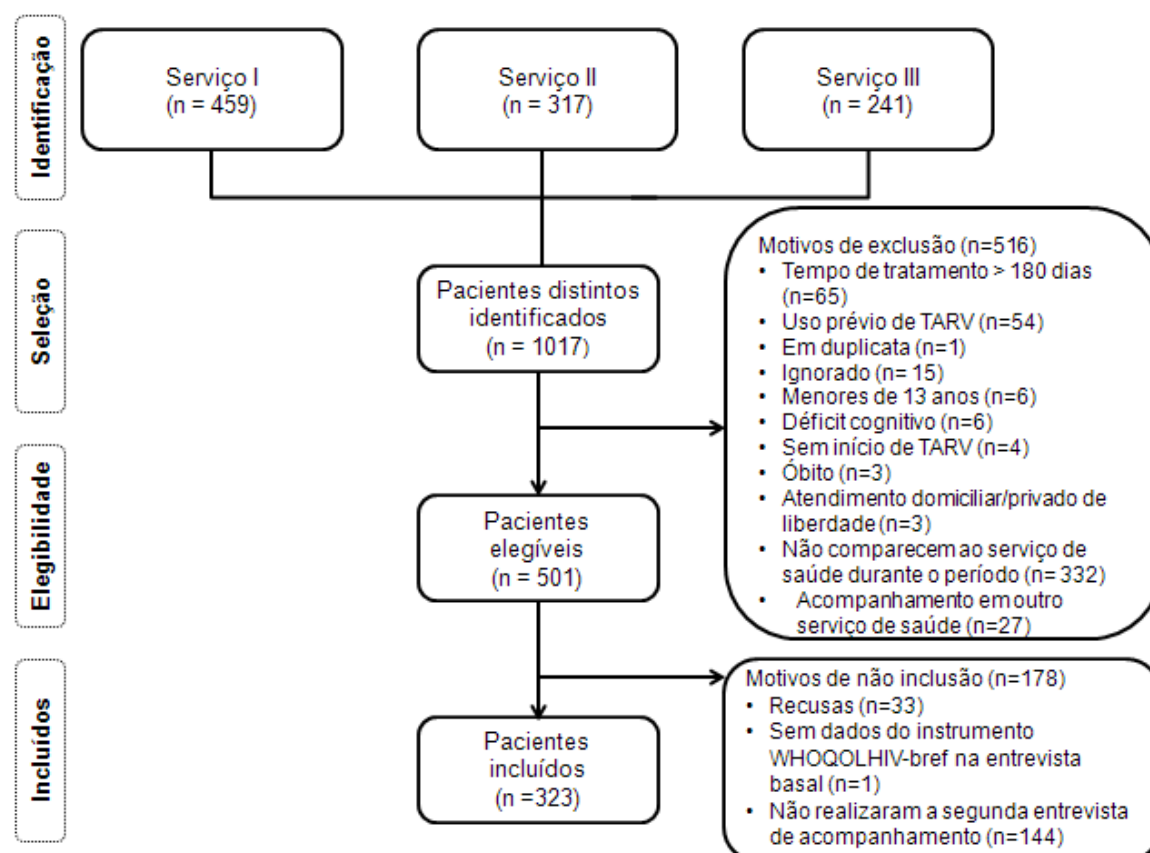 Identificação
Serviço I
(n = 459)
Serviço II
(n = 317)
Serviço III
(n = 241)
Seleção
Pacientes distintos
identificados
(n = 1017)
Motivos de exclusão (n=516)
• Tempo de tratamento > 180 dias
(n=65)
• Uso prévio de TARV (n=54)
• Em duplicata (n=1)
• Ignorado (n= 15)
• Menores de 13 anos (n=6)
• Déficit cognitivo (n=6)
• Sem início de TARV (n=4)
• Óbito (n=3)
• Atendimento domiciliar/privado de
liberdade (n=3)
• Não comparecem ao serviço de
saúde durante o período (n= 332)
• Acompanhamento em outro
serviço de saúde (n=27)
Elegibilidade
Pacientes
elegíveis
(n = 501)
Incluídos
Pacientes
incluídos
(n =323)
Motivos de não inclusão (n=178)
• Recusas (n=33)
• Sem dados do instrumento
WHOQOLHIV-bref na entrevista
basal (n=1)
• Não realizaram a segunda entrevista
de acompanhamento (n=144)